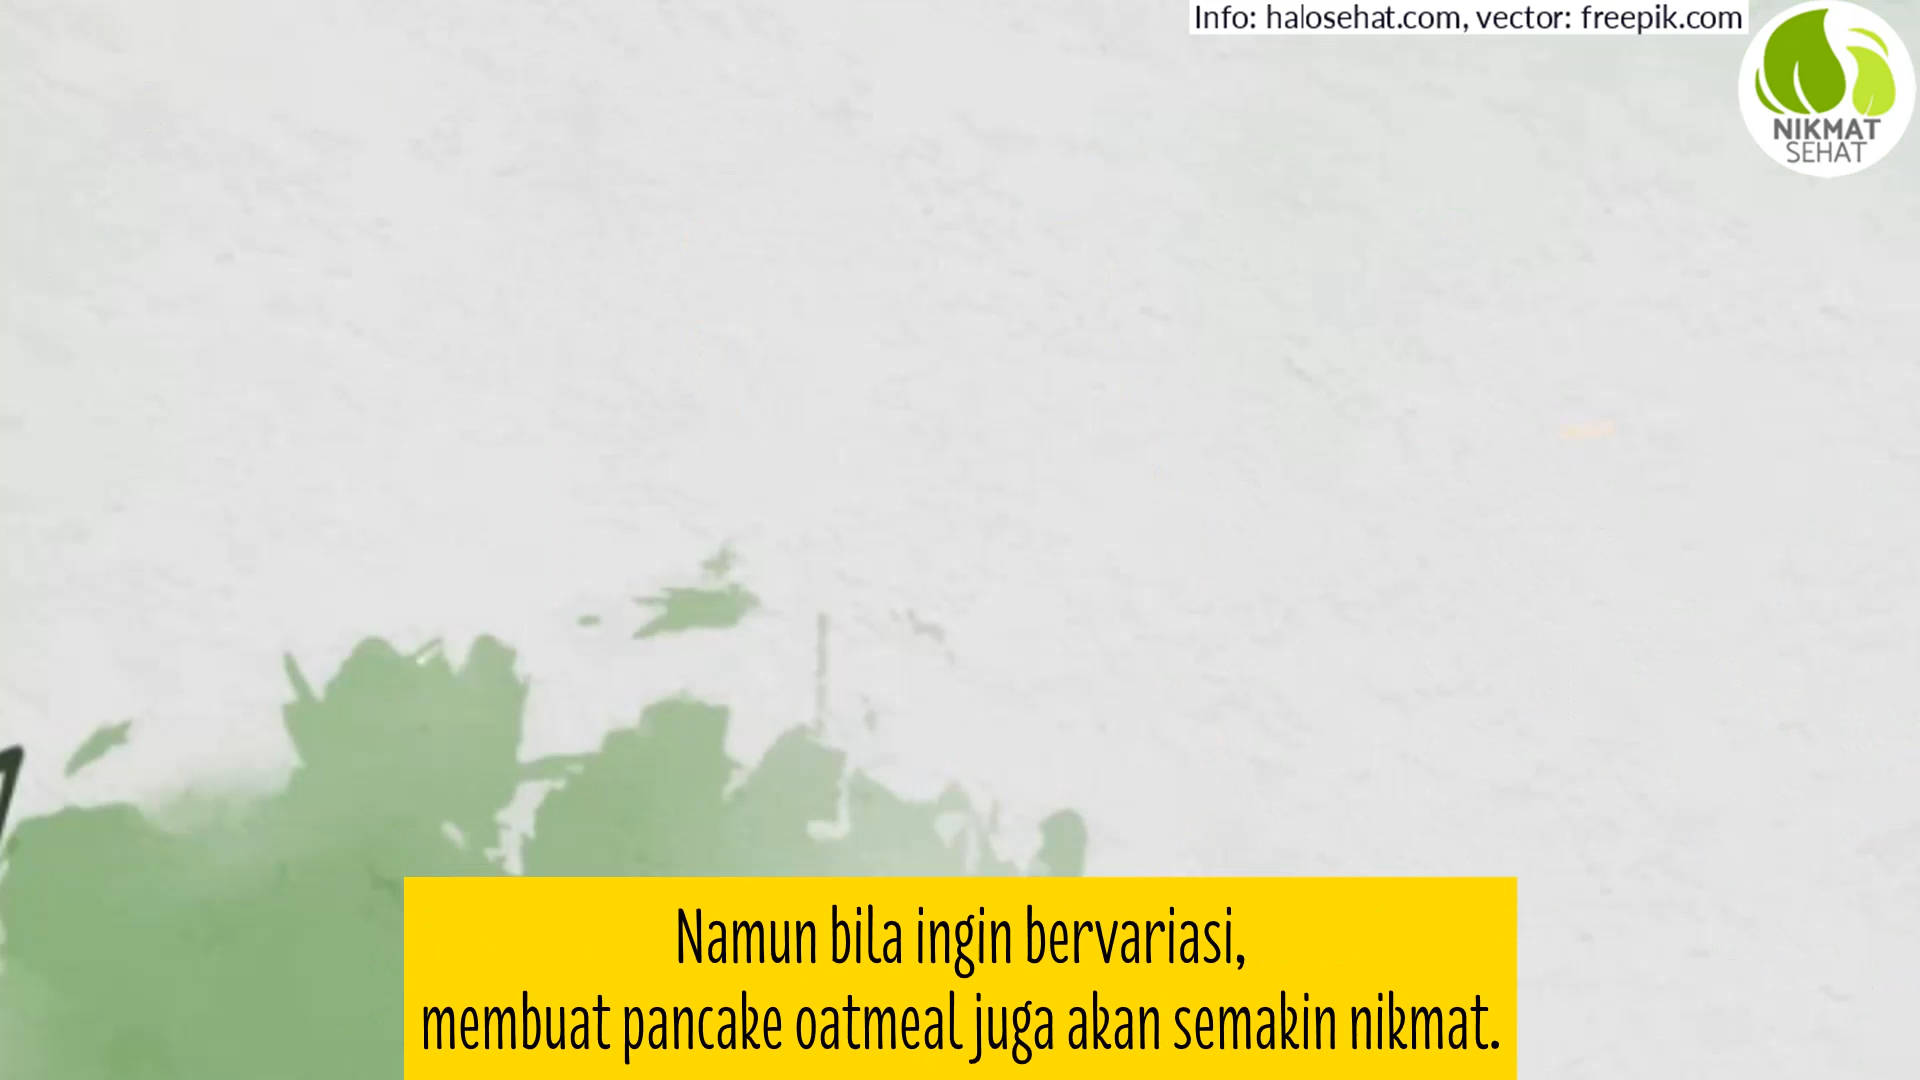 Info: halosehat.com, vector: freepik.com
NIKMAT
SEHAT
Namun bila ingin bervariasi,
membuat pancake oatmeal juga akan semakin nikmat.